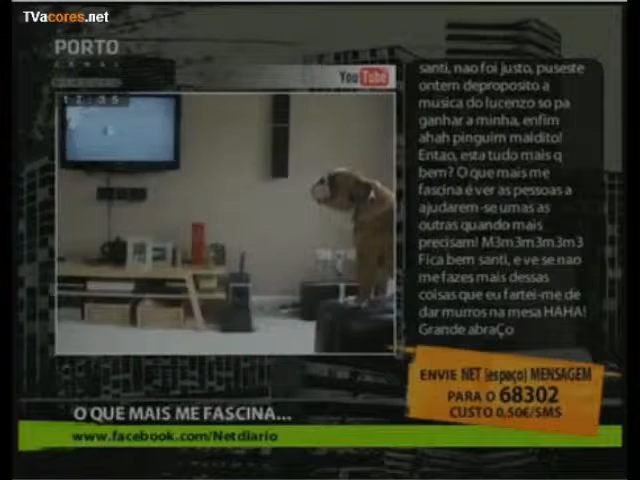 TVacores.net
PORTO
CANAL
17:35
YouTube
santi, nao foi justo, puseste
ontem deproposito a
musica do lucenzo so pa
ganhar a minha, enfim
ahah pinguim maldito!
Entao, esta tudo mais q
bem? O que mais me
fascina é ver as pessoas a
ajudarem-se umas as
outras quando mais
precisam! M3m3m3m3m3
Fica bem santi, e ve se nao
me fazes mais dessas
coisas que eu fartei-me de
dar murros na mesa HAHA!
Grande abraÇo
ENVIE NET (espaço) MENSAGEM
PARA O 68302
CUSTO 0,50€/SMS
O QUE MAIS ME FASCINA...
www.facebook.com/Netdiario